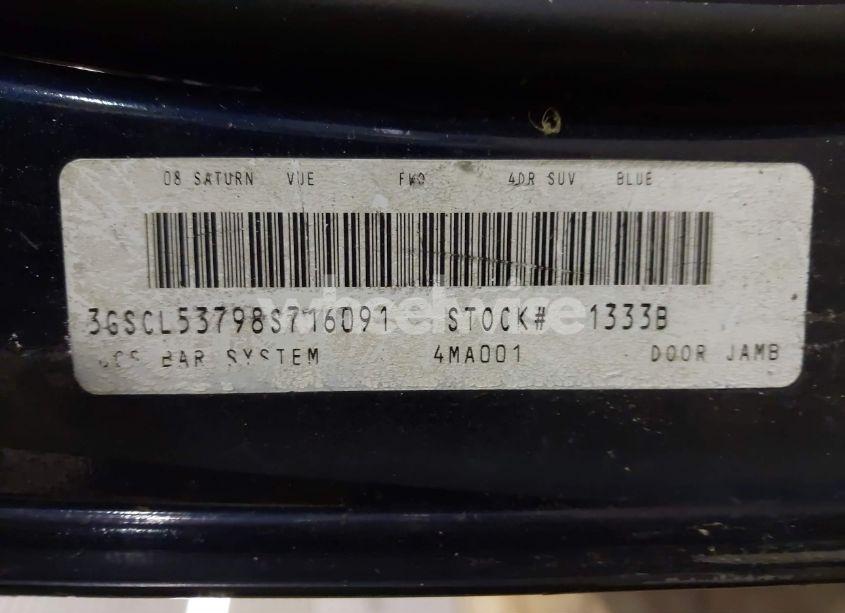 08 SATURN VUE FWD 4DR SUV BLUE
3GSCL53798S716091 STOCK# 1333B
BAR SYSTEM 4MA001 DOOR JAMB